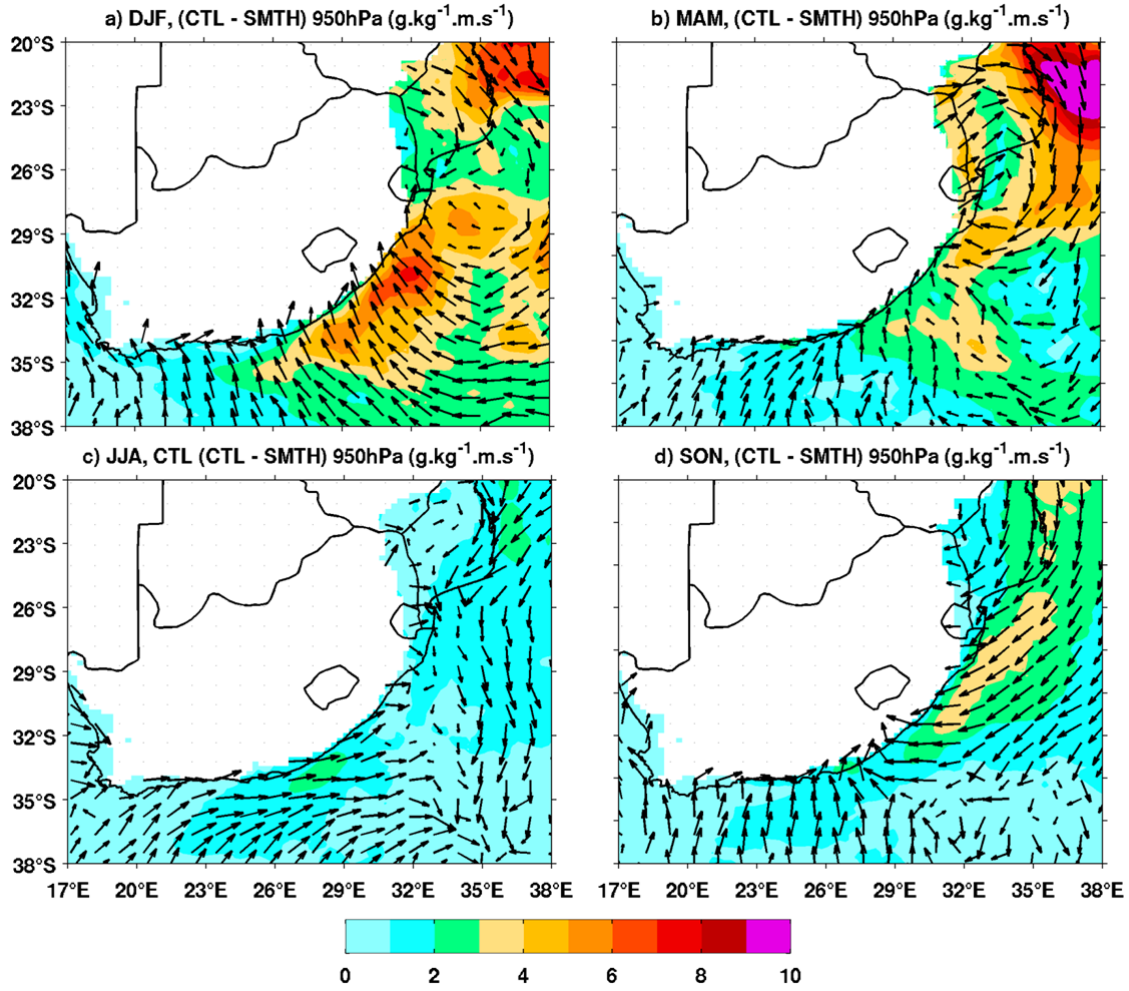 a) DJF, (CTL - SMTH) 950hPa (g.kg⁻¹.m.s⁻¹)
b) MAM, (CTL - SMTH) 950hPa (g.kg⁻¹.m.s⁻¹)
20°S
23°S
26°S
29°S
32°S
35°S
38°S
c) JJA, CTL (CTL - SMTH) 950hPa (g.kg⁻¹.m.s⁻¹)
d) SON, (CTL - SMTH) 950hPa (g.kg⁻¹.m.s⁻¹)
20°S
23°S
26°S
29°S
32°S
35°S
38°S
17°E 20°E 23°E 26°E 29°E 32°E 35°E 38°E
17°E 20°E 23°E 26°E 29°E 32°E 35°E 38°E
0 2 4 6 8 10